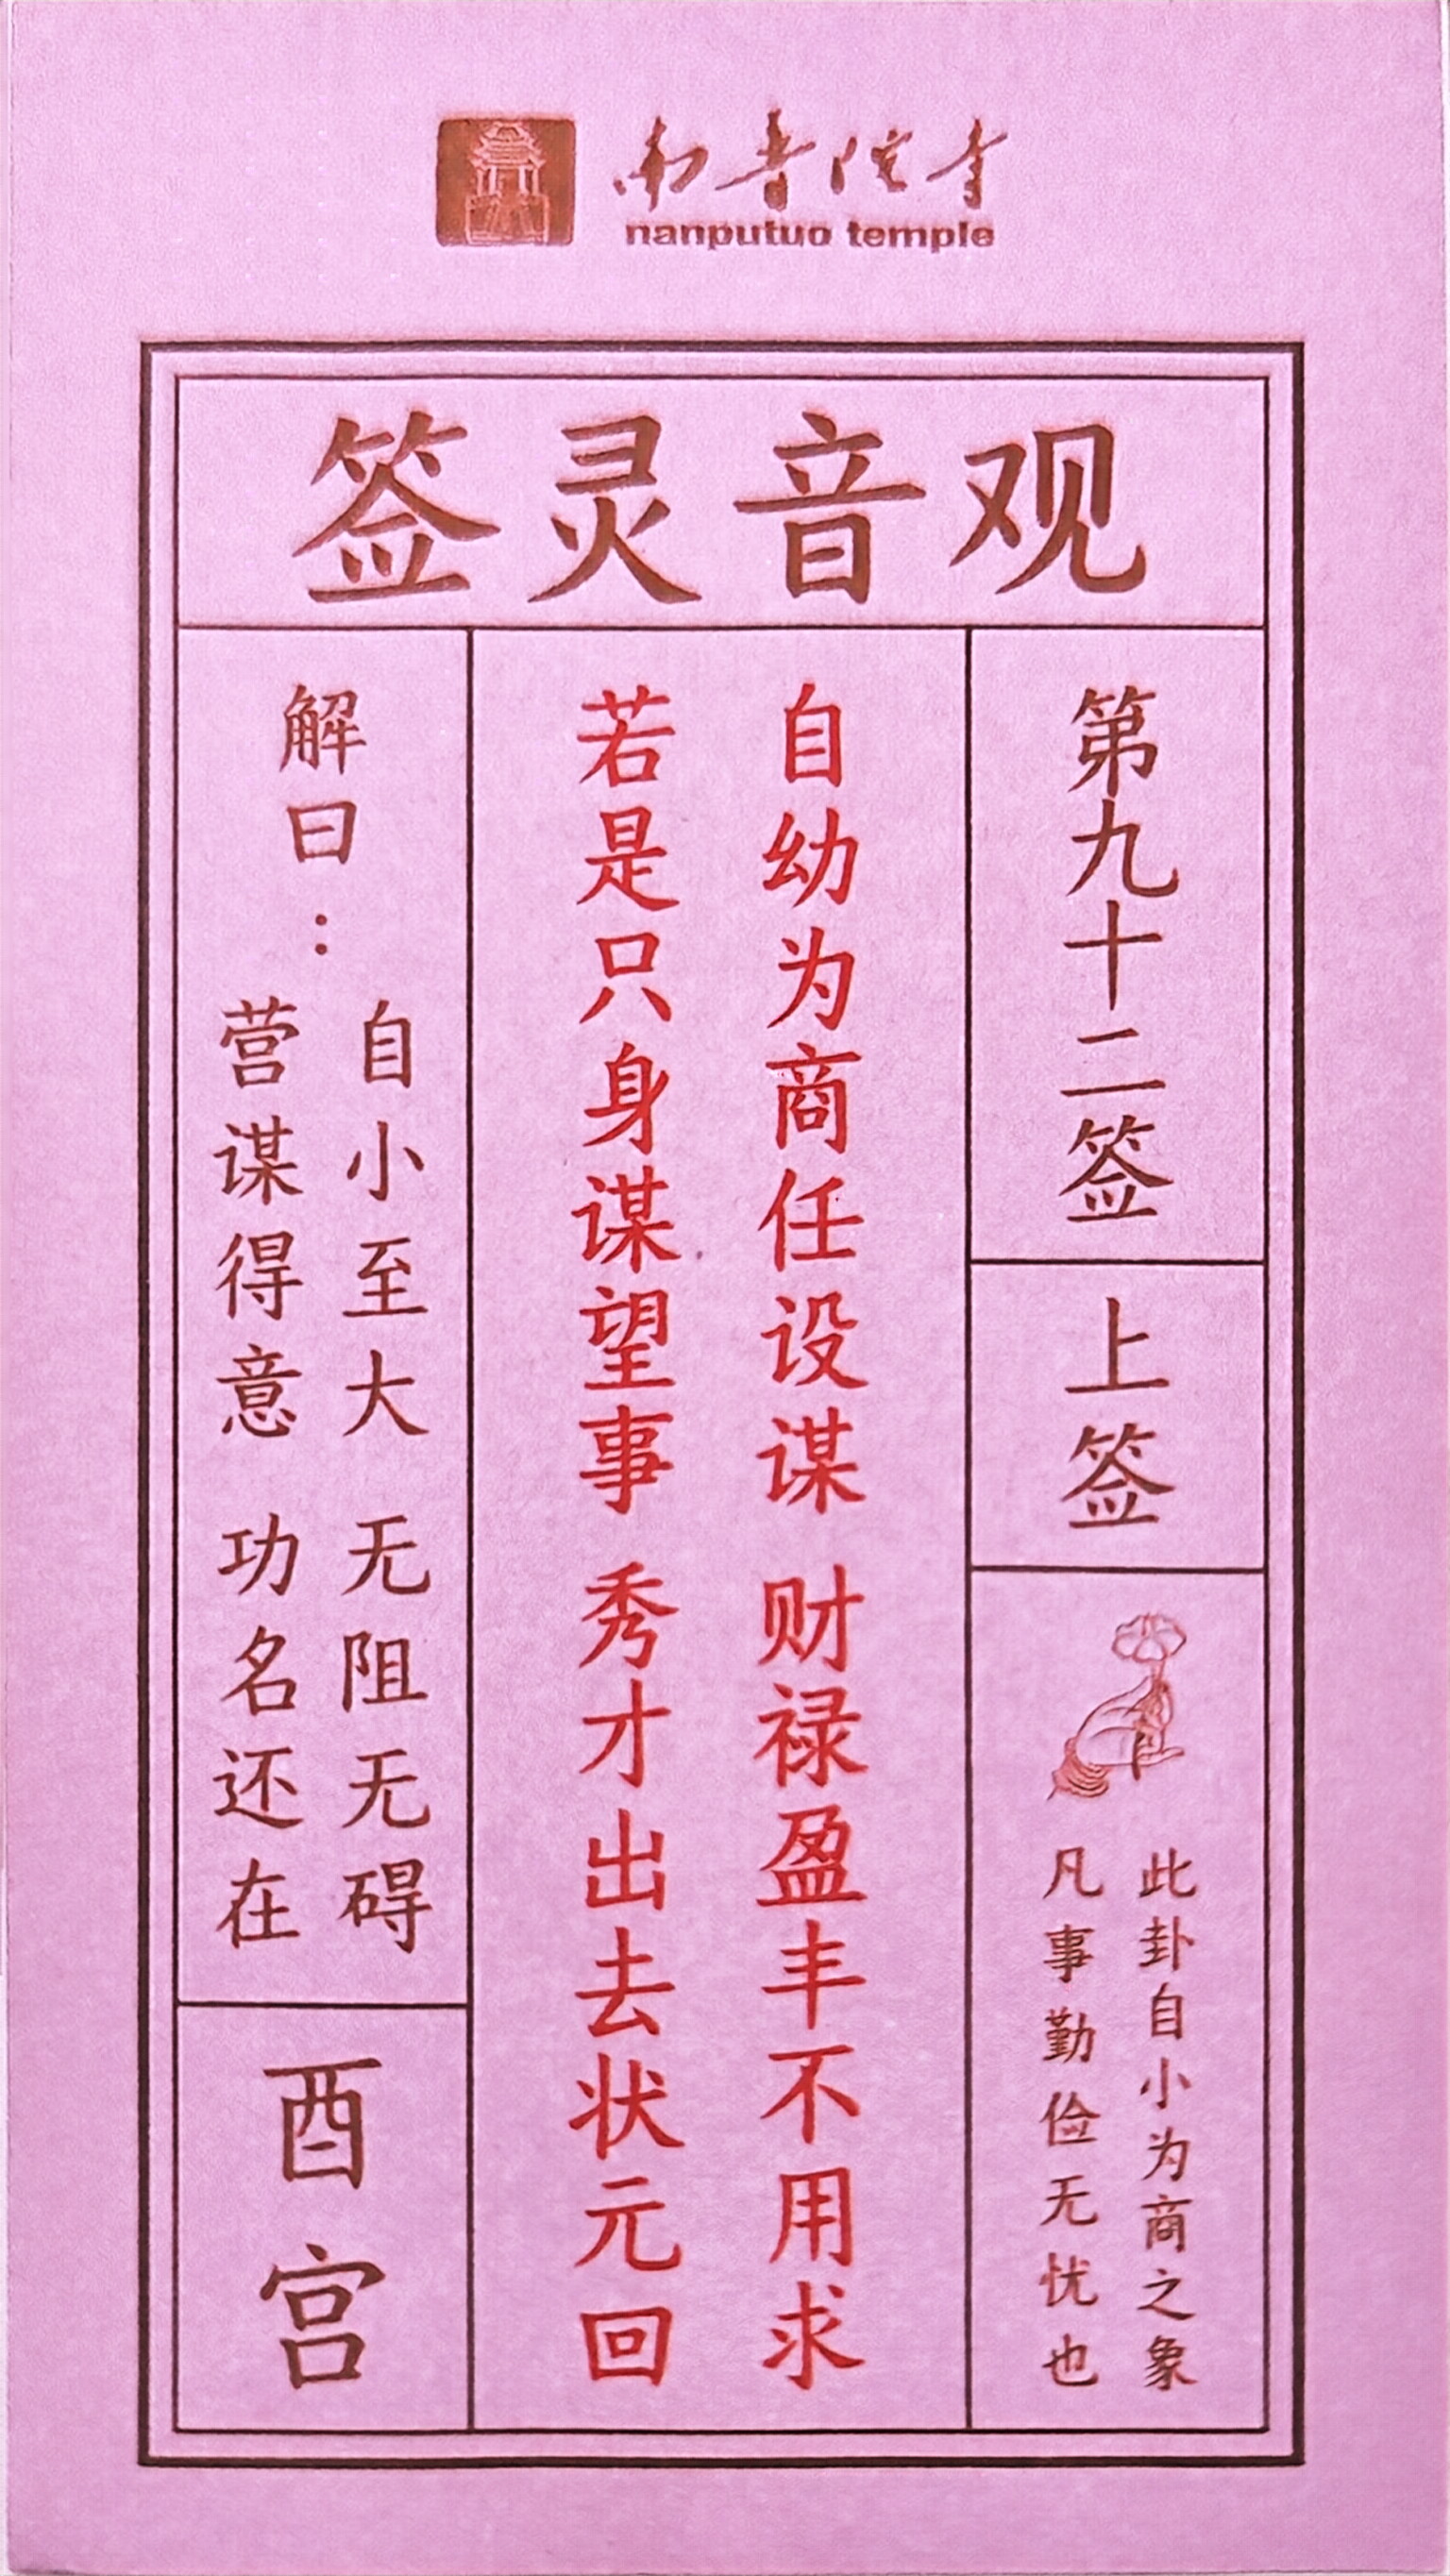 南普陀寺
nanputuo temple
观音灵签
第九十二签
上签
此卦自小为商之象
凡事勤俭无忧也
自幼为商任设谋 财禄盈丰不用求
若是只身谋望事 秀才出去状元回
解曰：
自小至大 无阻无碍
营谋得意 功名还在
酉宫